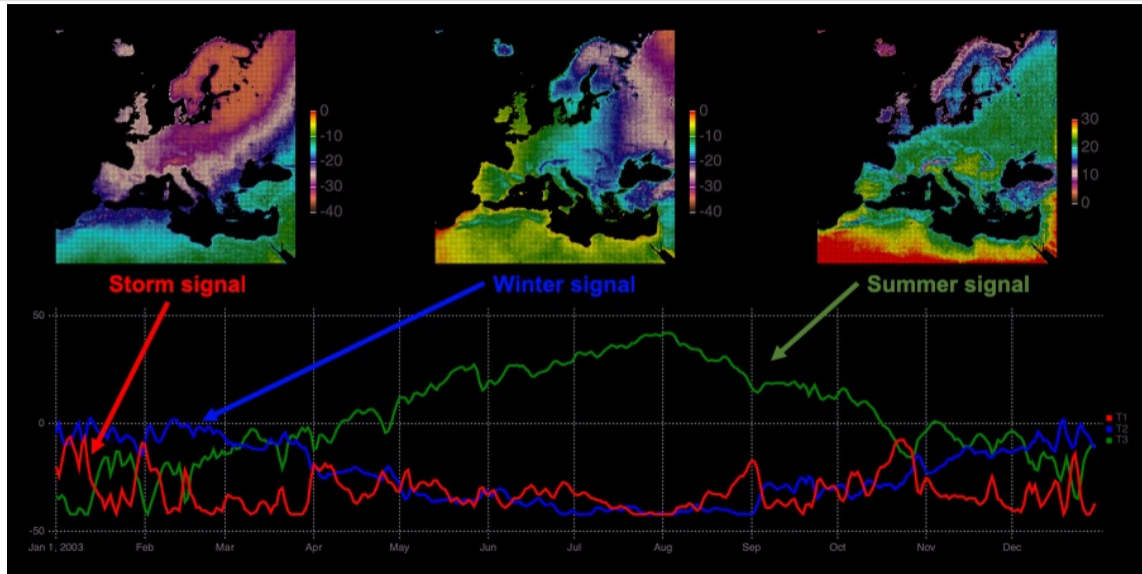 0
-10
-20
-30
-40
0
-10
-20
-30
-40
30
20
10
0
Storm signal
Winter signal
Summer signal
50
0
-50
T1
T2
T3
Jan 1, 2003 Feb Mar Apr May Jun Jul Aug Sep Oct Nov Dec